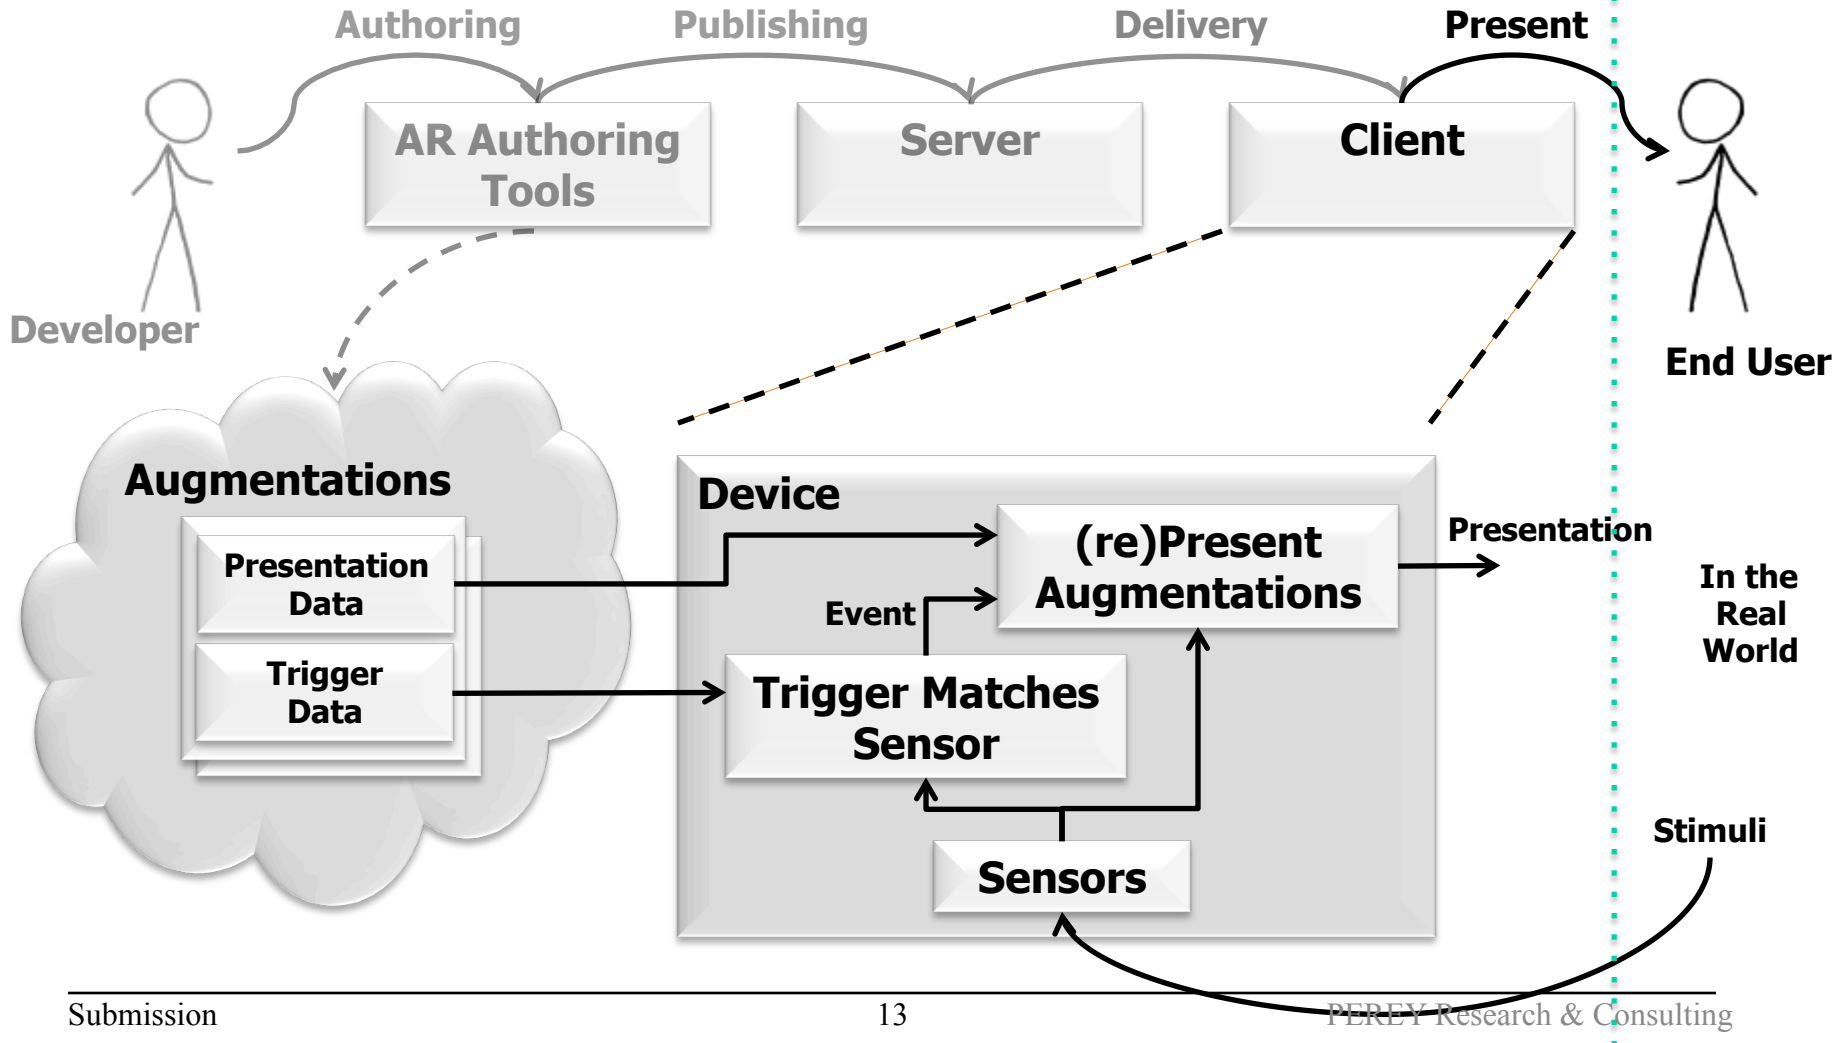 Authoring
Publishing
Delivery
Present
AR Authoring
Tools
Server
Client
Developer
End User
Augmentations
Presentation
Data
Trigger
Data
Device
(re)Present
Augmentations
Event
Trigger Matches
Sensor
Sensors
Presentation
In the
Real
World
Stimuli
Submission
13
PEREY Research & Consulting